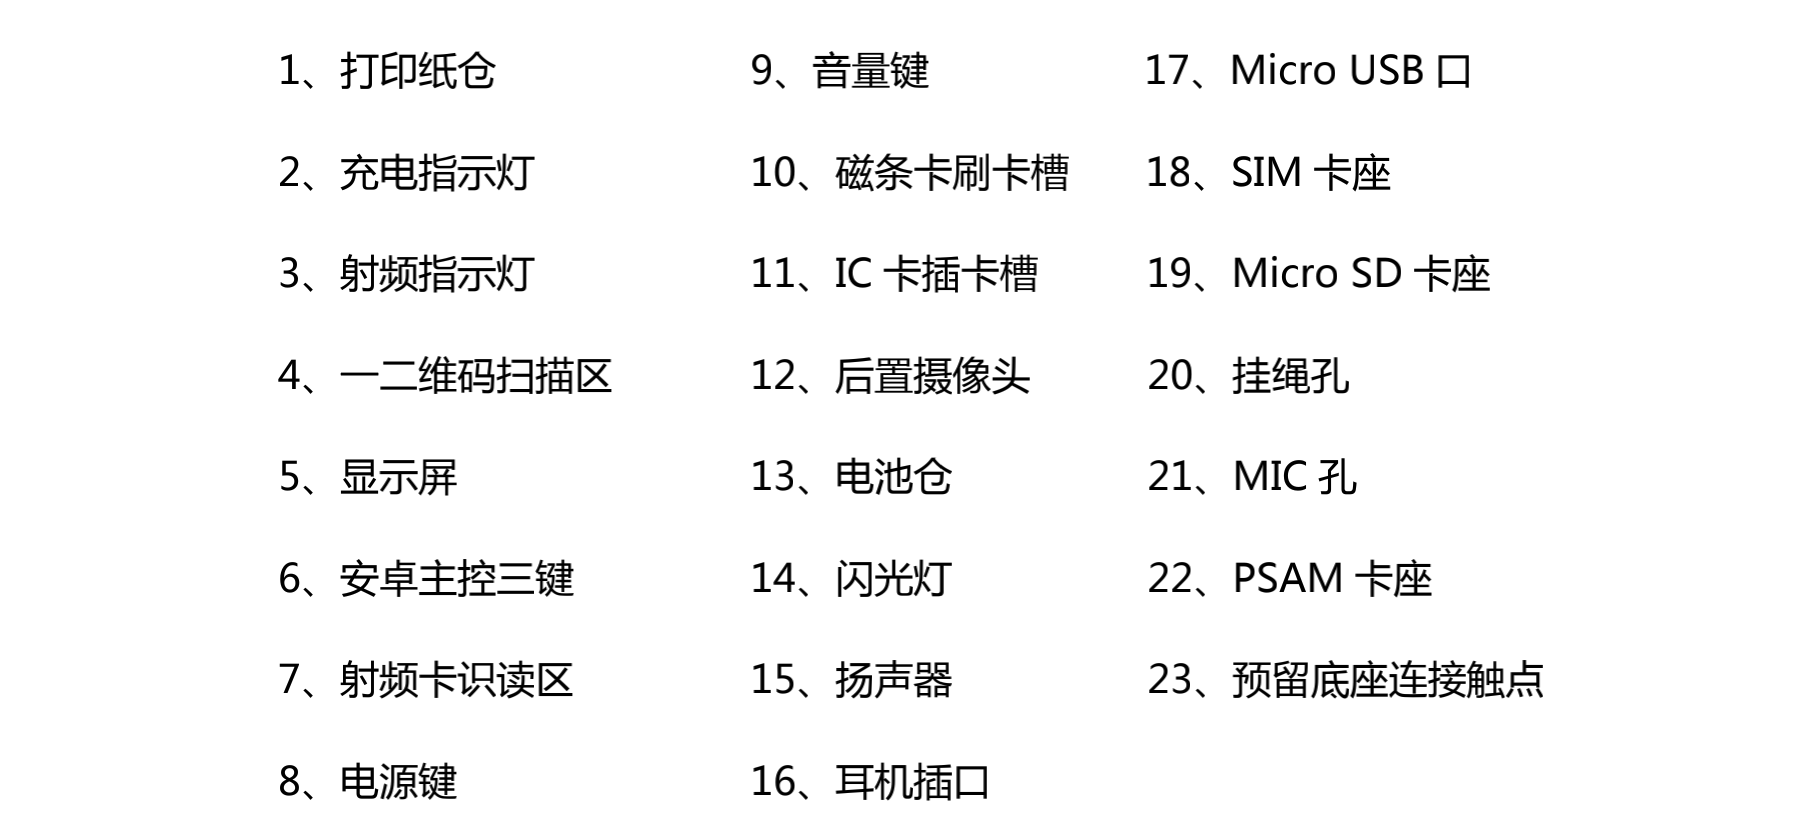 1、打印纸仓
2、充电指示灯
3、射频指示灯
4、一二维码扫描区
5、显示屏
6、安卓主控三键
7、射频卡识读区
8、电源键
9、音量键
10、磁条卡刷卡槽
11、IC 卡插卡槽
12、后置摄像头
13、电池仓
14、闪光灯
15、扬声器
16、耳机插口
17、Micro USB 口
18、SIM 卡座
19、Micro SD 卡座
20、挂绳孔
21、MIC 孔
22、PSAM 卡座
23、预留底座连接触点